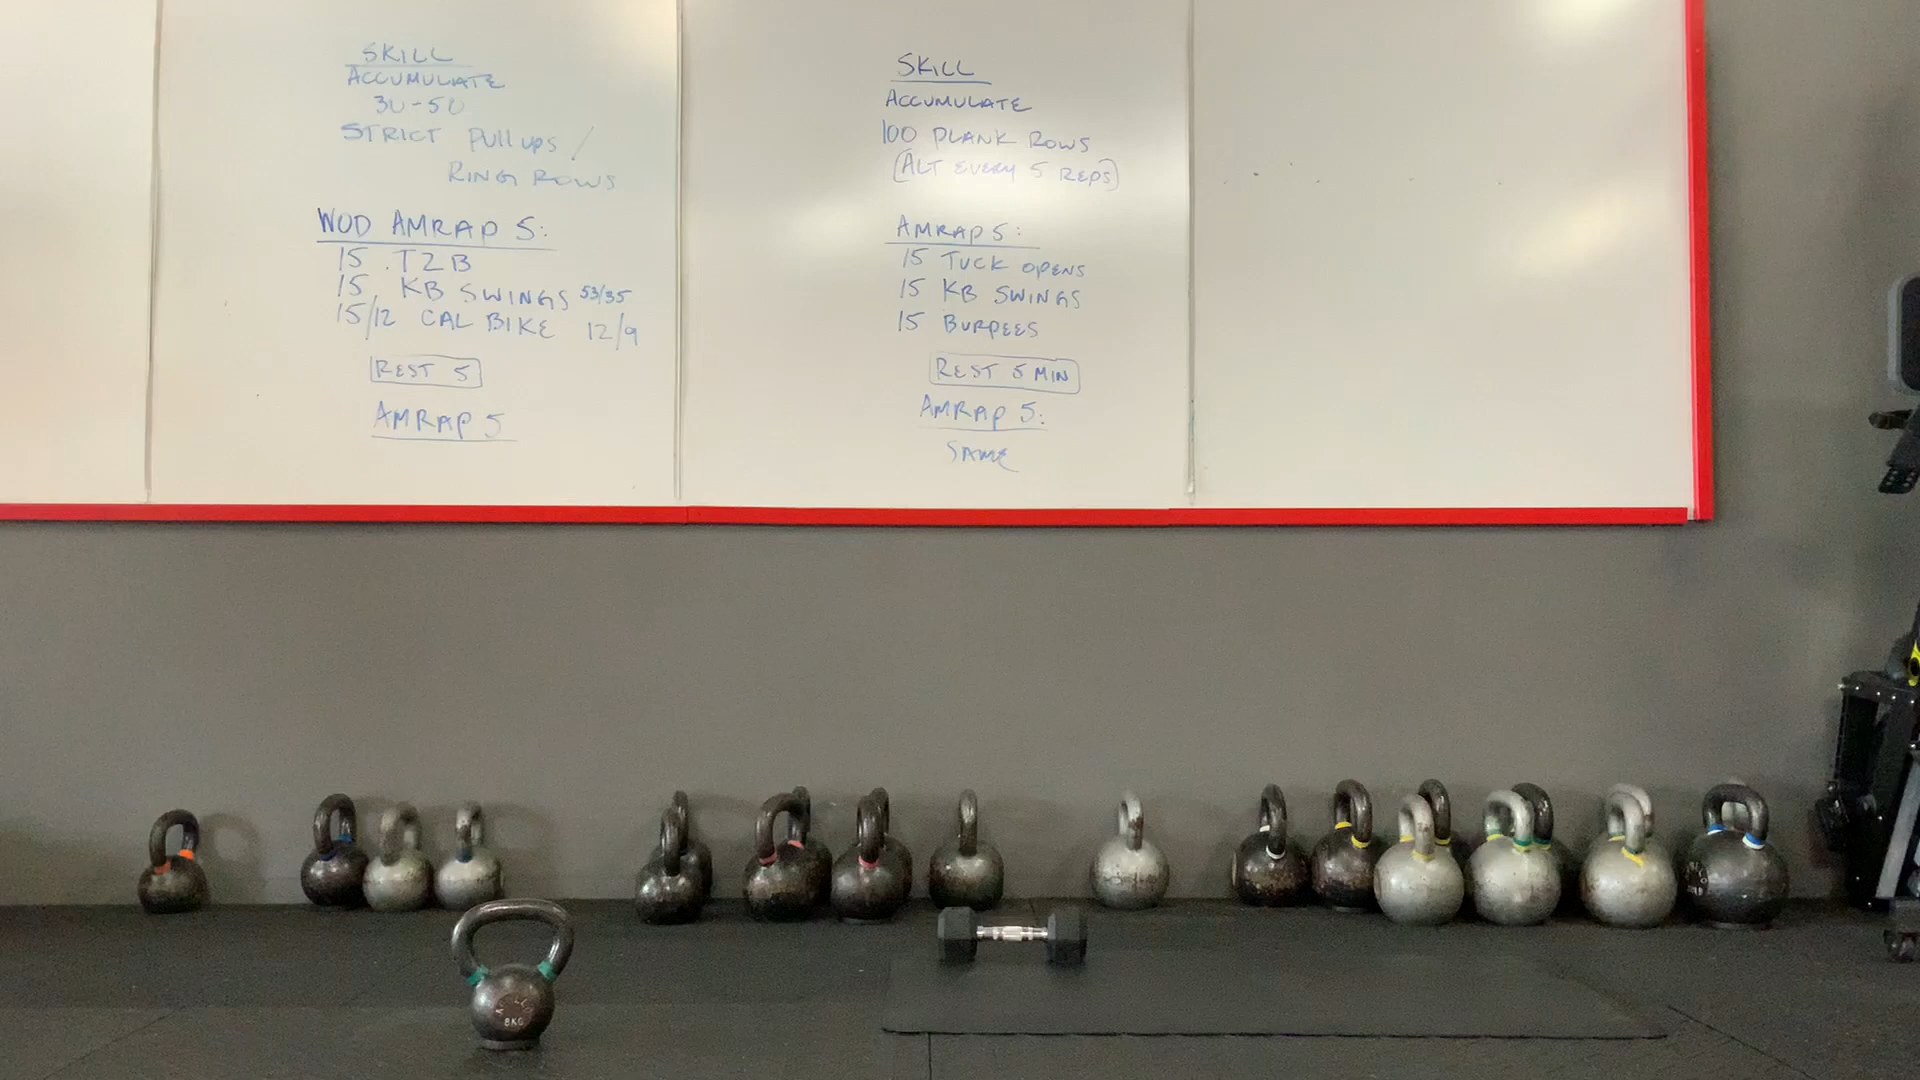 SKILL
ACCUMULATE
30-50
STRICT Pull ups /
RING ROWS
WOD AMRAP 5:
15 T2B
15 KB SWINGS 53/35
15/12 CAL BIKE 12/9
REST 5
AMRAP 5
SKILL
ACCUMULATE
100 PLANK ROWS
(ALT EVERY 5 REPS)
AMRAP 5:
15 TUCK OPENS
15 KB SWINGS
15 BURPEES
REST 5 MIN
AMRAP 5:
SAME
8KG